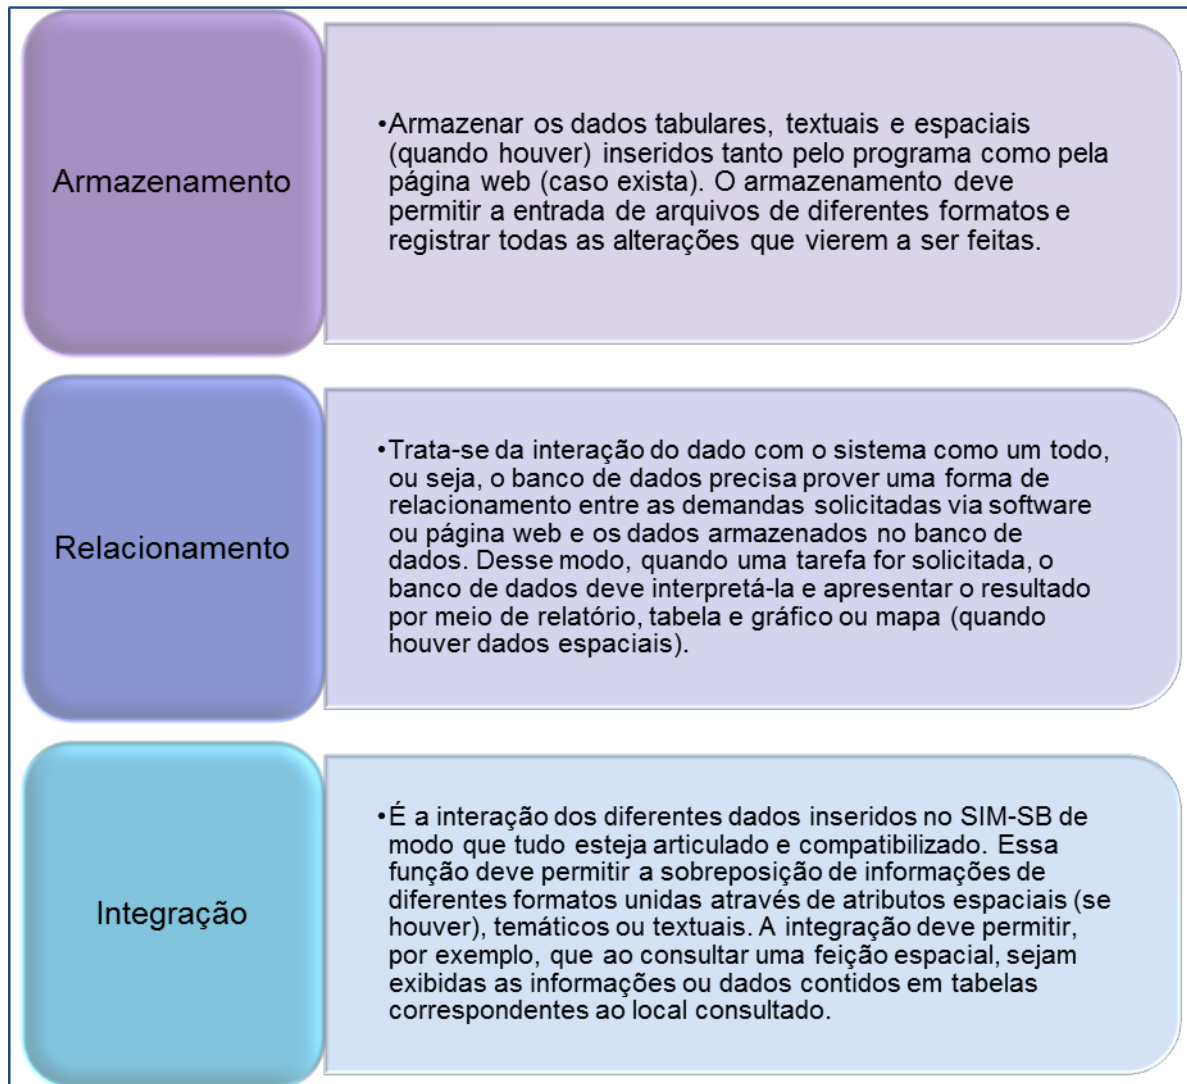 Armazenamento
•Armazenar os dados tabulares, textuais e espaciais
(quando houver) inseridos tanto pelo programa como pela
página web (caso exista). O armazenamento deve
permitir a entrada de arquivos de diferentes formatos e
registrar todas as alterações que vierem a ser feitas.
Relacionamento
•Trata-se da interação do dado com o sistema como um todo,
ou seja, o banco de dados precisa prover uma forma de
relacionamento entre as demandas solicitadas via software
ou página web e os dados armazenados no banco de
dados. Desse modo, quando uma tarefa for solicitada, o
banco de dados deve interpretá-la e apresentar o resultado
por meio de relatório, tabela e gráfico ou mapa (quando
houver dados espaciais).
Integração
•É a interação dos diferentes dados inseridos no SIM-SB de
modo que tudo esteja articulado e compatibilizado. Essa
função deve permitir a sobreposição de informações de
diferentes formatos unidas através de atributos espaciais (se
houver), temáticos ou textuais. A integração deve permitir,
por exemplo, que ao consultar uma feição espacial, sejam
exibidas as informações ou dados contidos em tabelas
correspondentes ao local consultado.